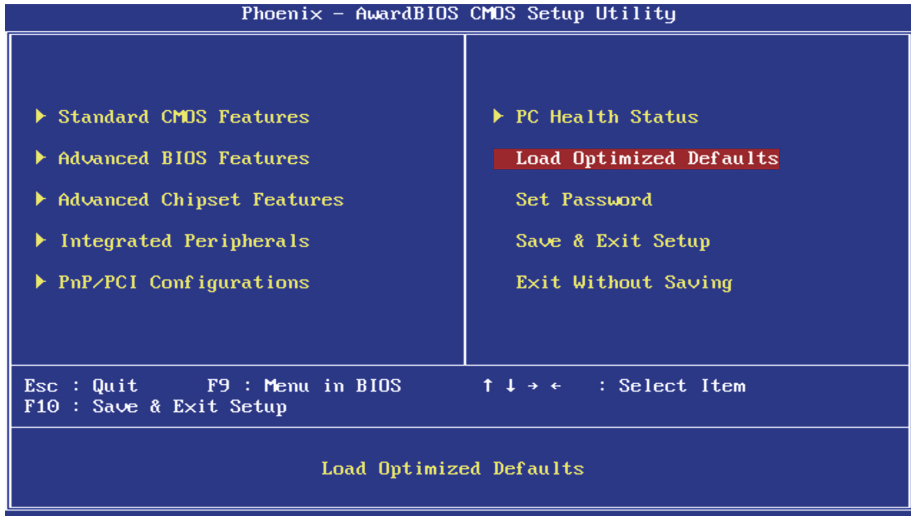 Phoenix - AwardBIOS CMOS Setup Utility
Standard CMOS Features
Advanced BIOS Features
Advanced Chipset Features
Integrated Peripherals
PnP/PCI Configurations
PC Health Status
Load Optimized Defaults
Set Password
Save & Exit Setup
Exit Without Saving
Esc : Quit F9 : Menu in BIOS ↑ ↓ → ← : Select Item
F10 : Save & Exit Setup
Load Optimized Defaults